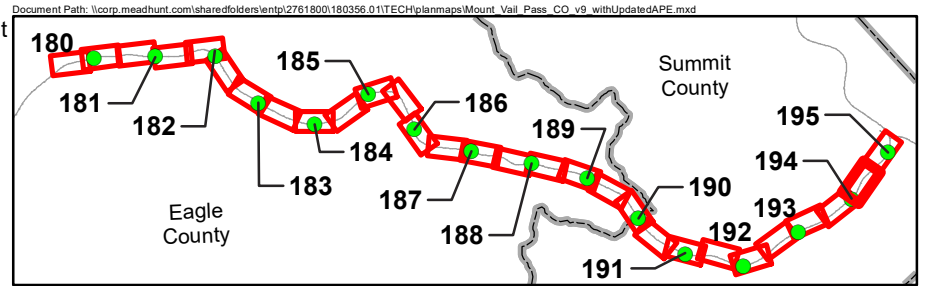 Document Path: \\corp.meadhunt.com\sharedfolders\entp\2761800\180356.01\TECH\planmaps\Mount_Vail_Pass_CO_v9_withUpdatedAPE.mxd
t
180
181
182
183
184
185
186
187
188
189
190
191
192
193
194
195
Summit
County
Eagle
County